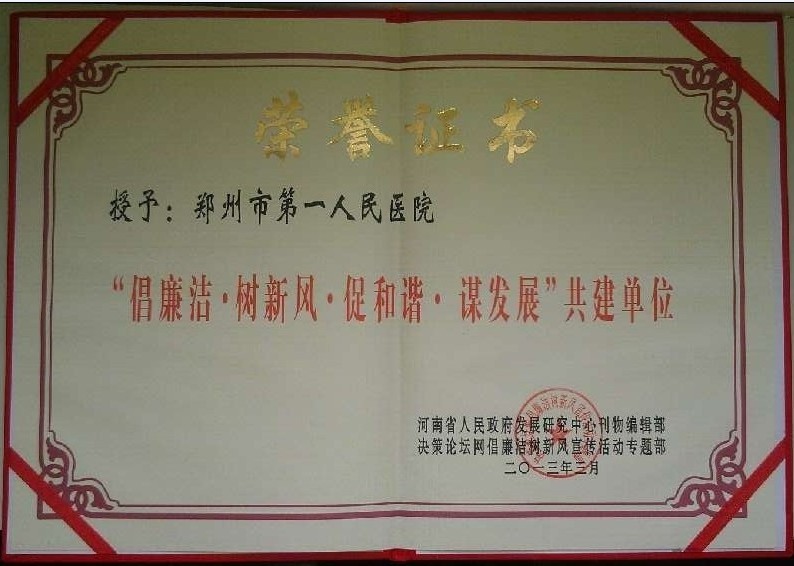 荣誉证书
授予：郑州市第一人民医院
“倡廉洁·树新风·促和谐·谋发展”共建单位
河南省人民政府发展研究中心刊物编辑部
决策论坛网倡廉洁树新风宣传活动专题部
二〇一三年三月